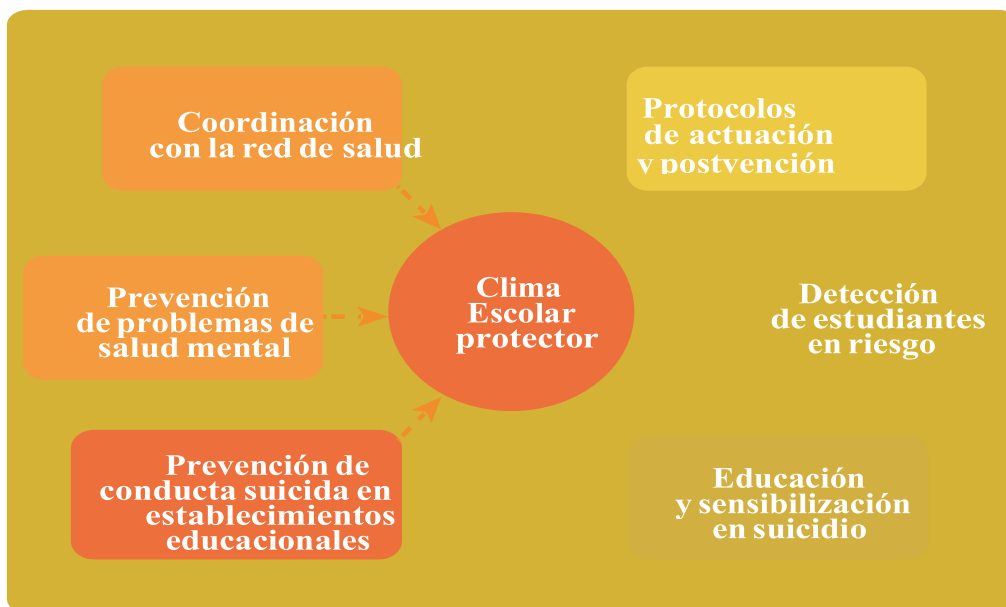 Coordinación
con la red de salud
Protocolos
de actuación
y postvención
Prevención
de problemas de
salud mental
Clima
Escolar
protector
Detección
de estudiantes
en riesgo
Prevención de
conducta suicida en
establecimientos
educacionales
Educación
y sensibilización
en suicidio